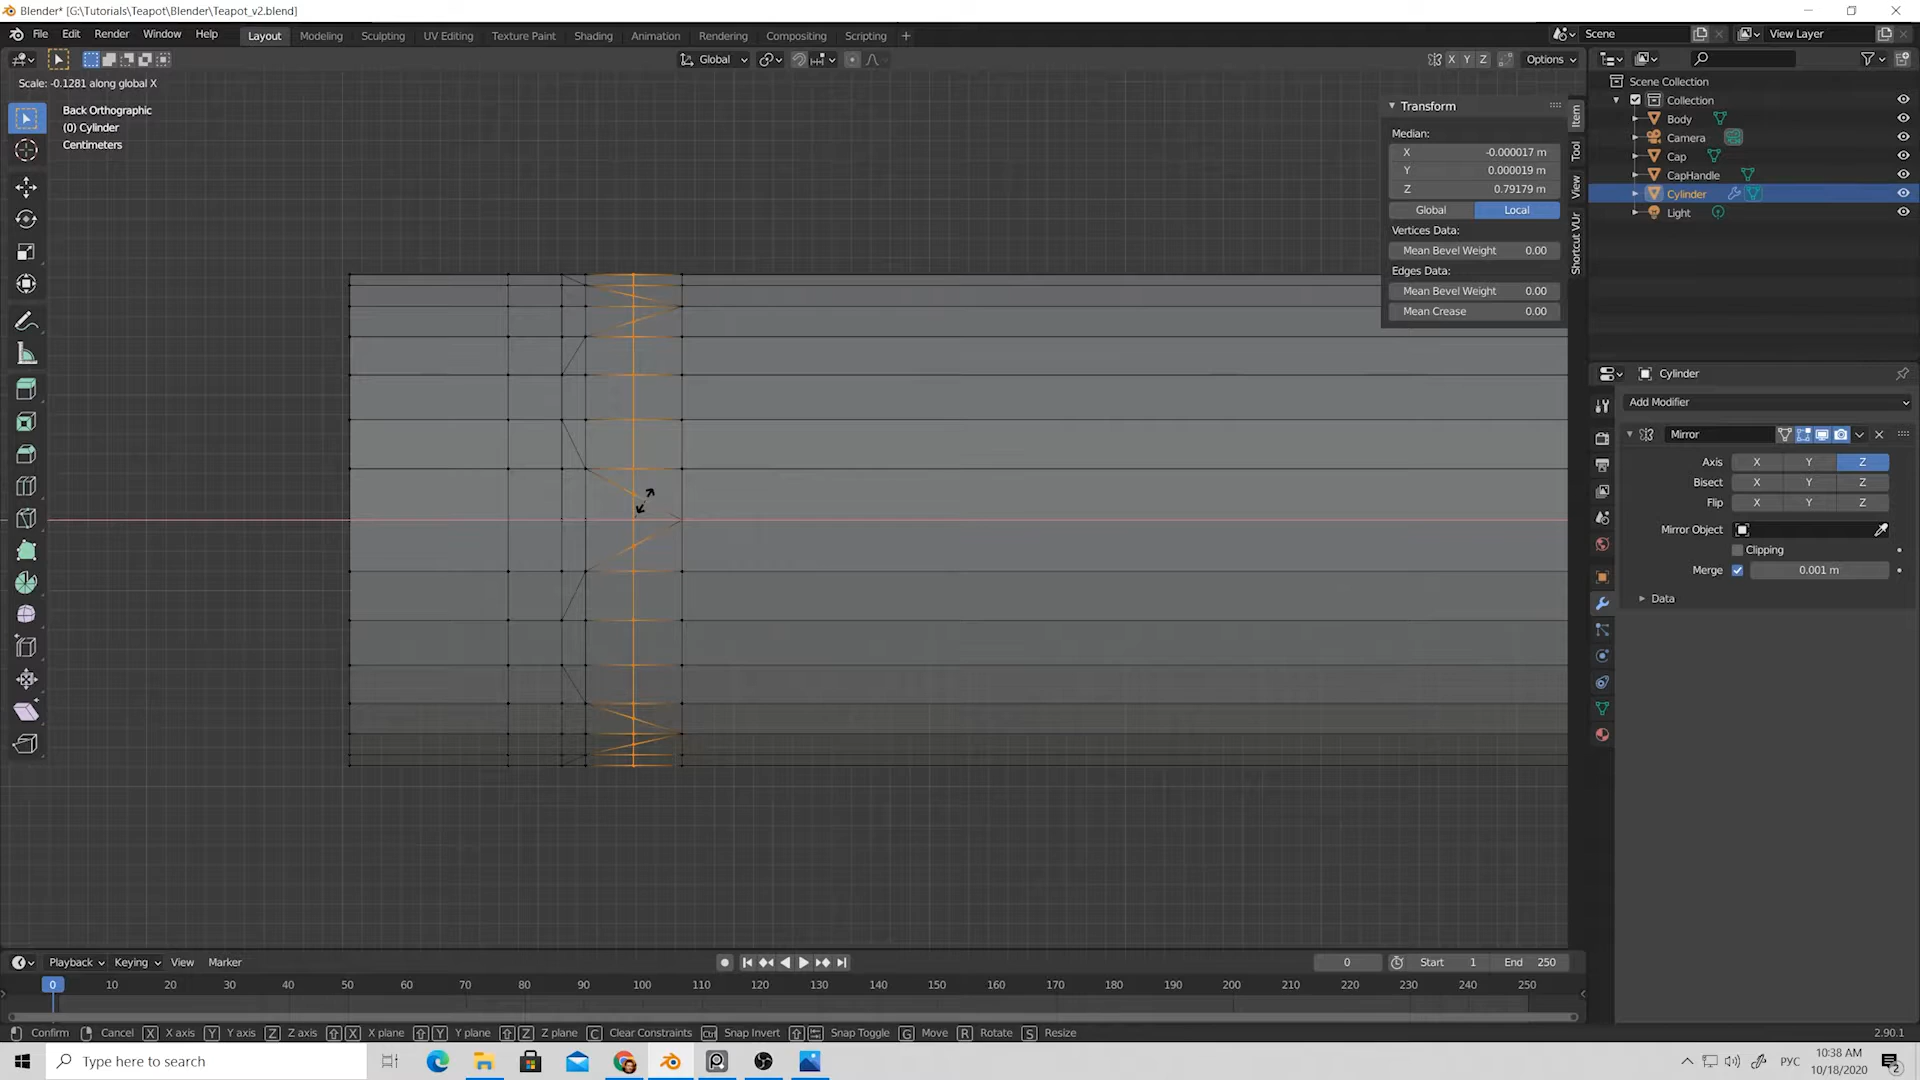 Blender* [G:\Tutorials\Teapot\Blender\Teapot_v2.blend]
File Edit Render Window Help Layout Modeling Sculpting UV Editing Texture Paint Shading Animation Rendering Compositing Scripting + Scene View Layer
Global X Y Z Options
Scale: -0.1281 along global X
Back Orthographic
(0) Cylinder
Centimeters
Transform
Median:
X -0.000017 m
Y 0.000019 m
Z 0.79179 m
Global Local
Vertices Data:
Mean Bevel Weight 0.00
Edges Data:
Mean Bevel Weight 0.00
Mean Crease 0.00
Item
Tool
View
Shortcut VUr
Scene Collection
Collection
Body
Camera
Cap
CapHandle
Cylinder
Light
Cylinder
Add Modifier
Mirror
Axis X Y Z
Bisect X Y Z
Flip X Y Z
Mirror Object
Clipping
Merge 0.001 m
Data
Playback Keying View Marker 0 Start 1 End 250
0 10 20 30 40 50 60 70 80 90 100 110 120 130 140 150 160 170 180 190 200 210 220 230 240 250
Confirm Cancel X X axis Y Y axis Z Z axis X X plane Y Y plane Z Z plane C Clear Constraints Ctrl Snap Invert Snap Toggle G Move R Rotate S Resize 2.90.1
Type here to search
РУС
10:38 AM
10/18/2020
2